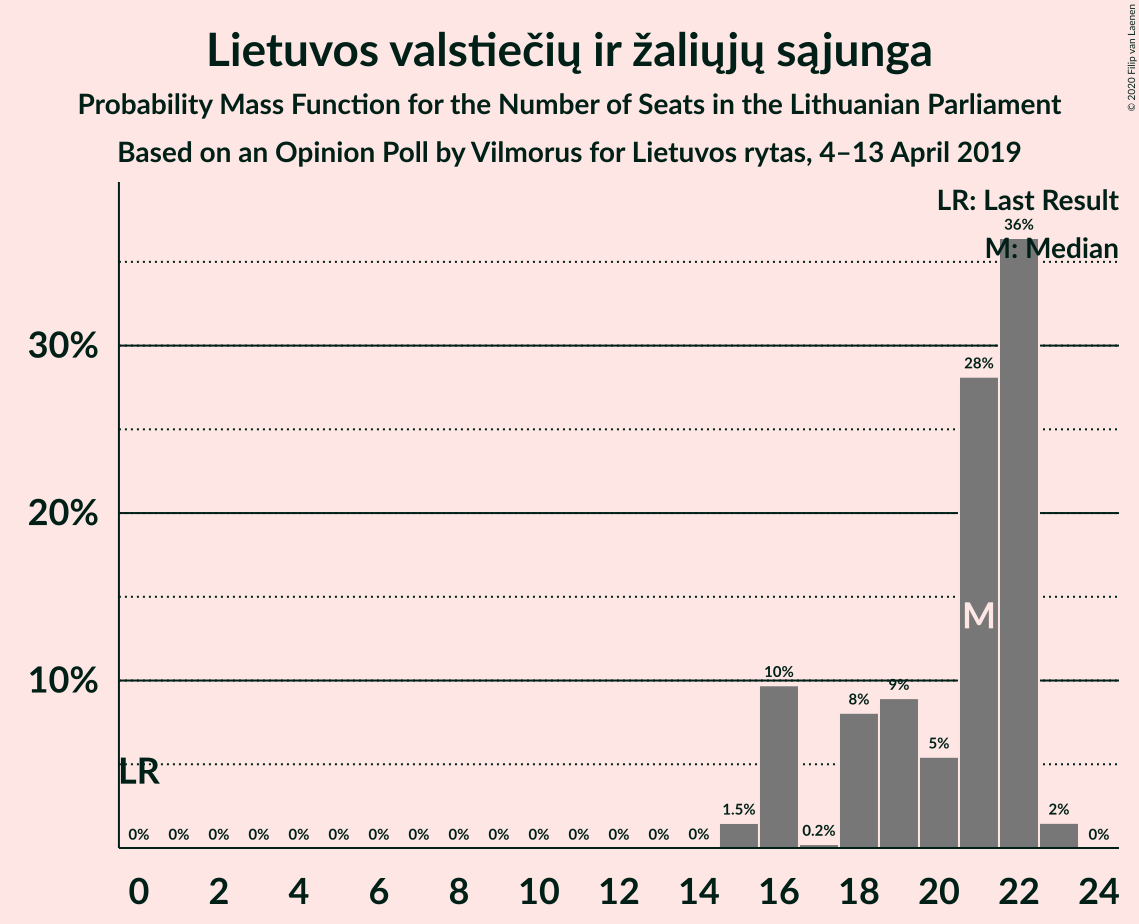 Lietuvos valstiečių ir žaliųjų sąjunga
Probability Mass Function for the Number of Seats in the Lithuanian Parliament
Based on an Opinion Poll by Vilmorus for Lietuvos rytas, 4–13 April 2019
© 2020 Filip van Laenen
LR: Last Result
M: Median
36%
30%
28%
20%
M
10%
10%
9%
8%
5%
LR
1.5%
0.2%
2%
0% 0% 0% 0% 0% 0% 0% 0% 0% 0% 0% 0% 0% 0% 0% 0%
0 2 4 6 8 10 12 14 16 18 20 22 24